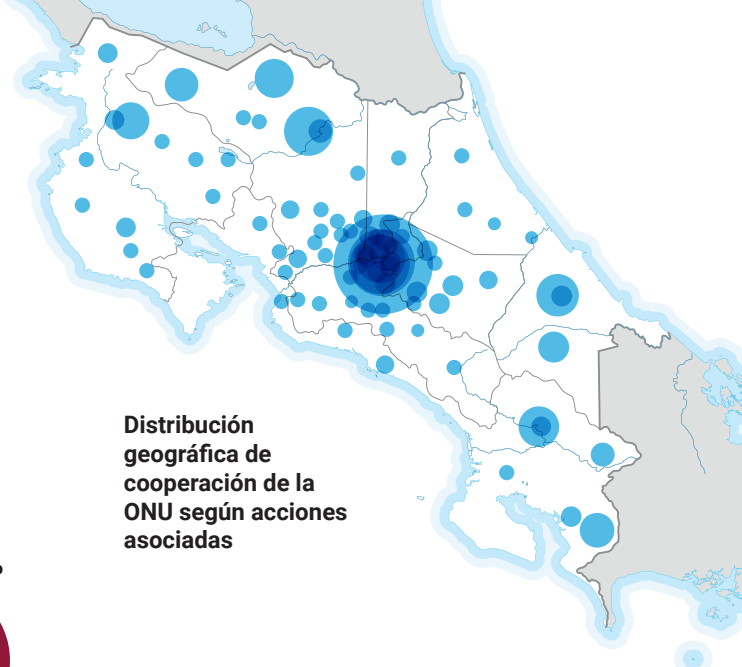 Distribución
geográfica de
cooperación de la
ONU según acciones
asociadas